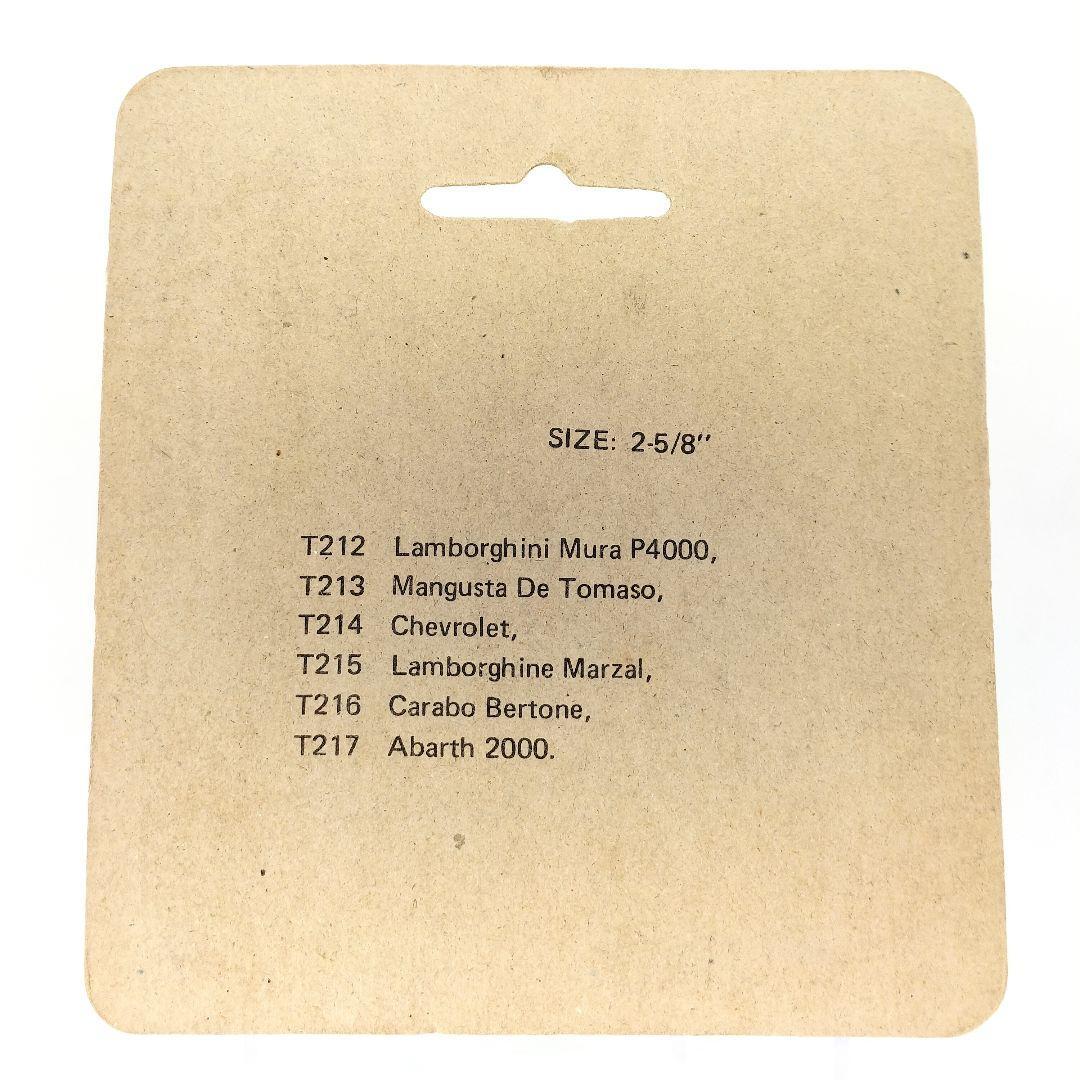 SIZE: 2-5/8"
T212 Lamborghini Mura P4000,
T213 Mangusta De Tomaso,
T214 Chevrolet,
T215 Lamborghine Marzal,
T216 Carabo Bertone,
T217 Abarth 2000.